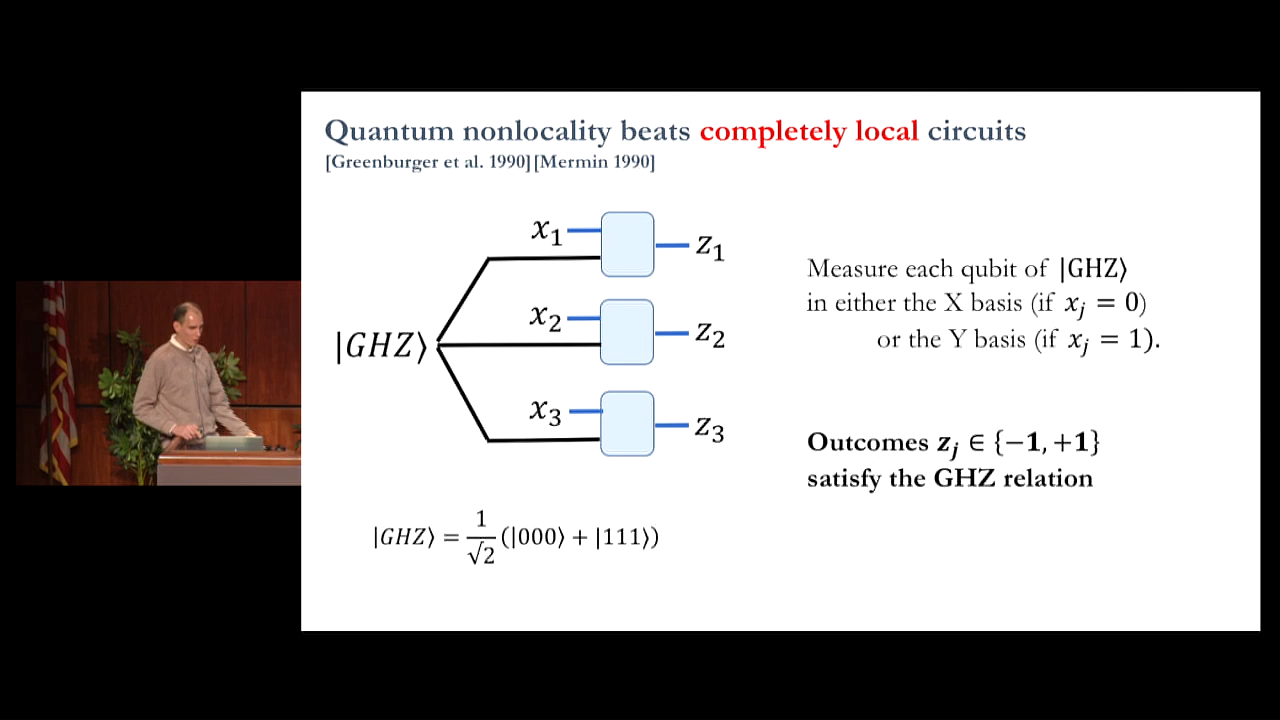 Quantum nonlocality beats completely local circuits
[Greenburger et al. 1990][Mermin 1990]
x₁
z₁
x₂
z₂
|GHZ⟩
x₃
z₃
Measure each qubit of |GHZ⟩
in either the X basis (if xⱼ = 0)
or the Y basis (if xⱼ = 1).
Outcomes zⱼ ∈ {−1, +1}
satisfy the GHZ relation
|GHZ⟩ = 1/√2 (|000⟩ + |111⟩)